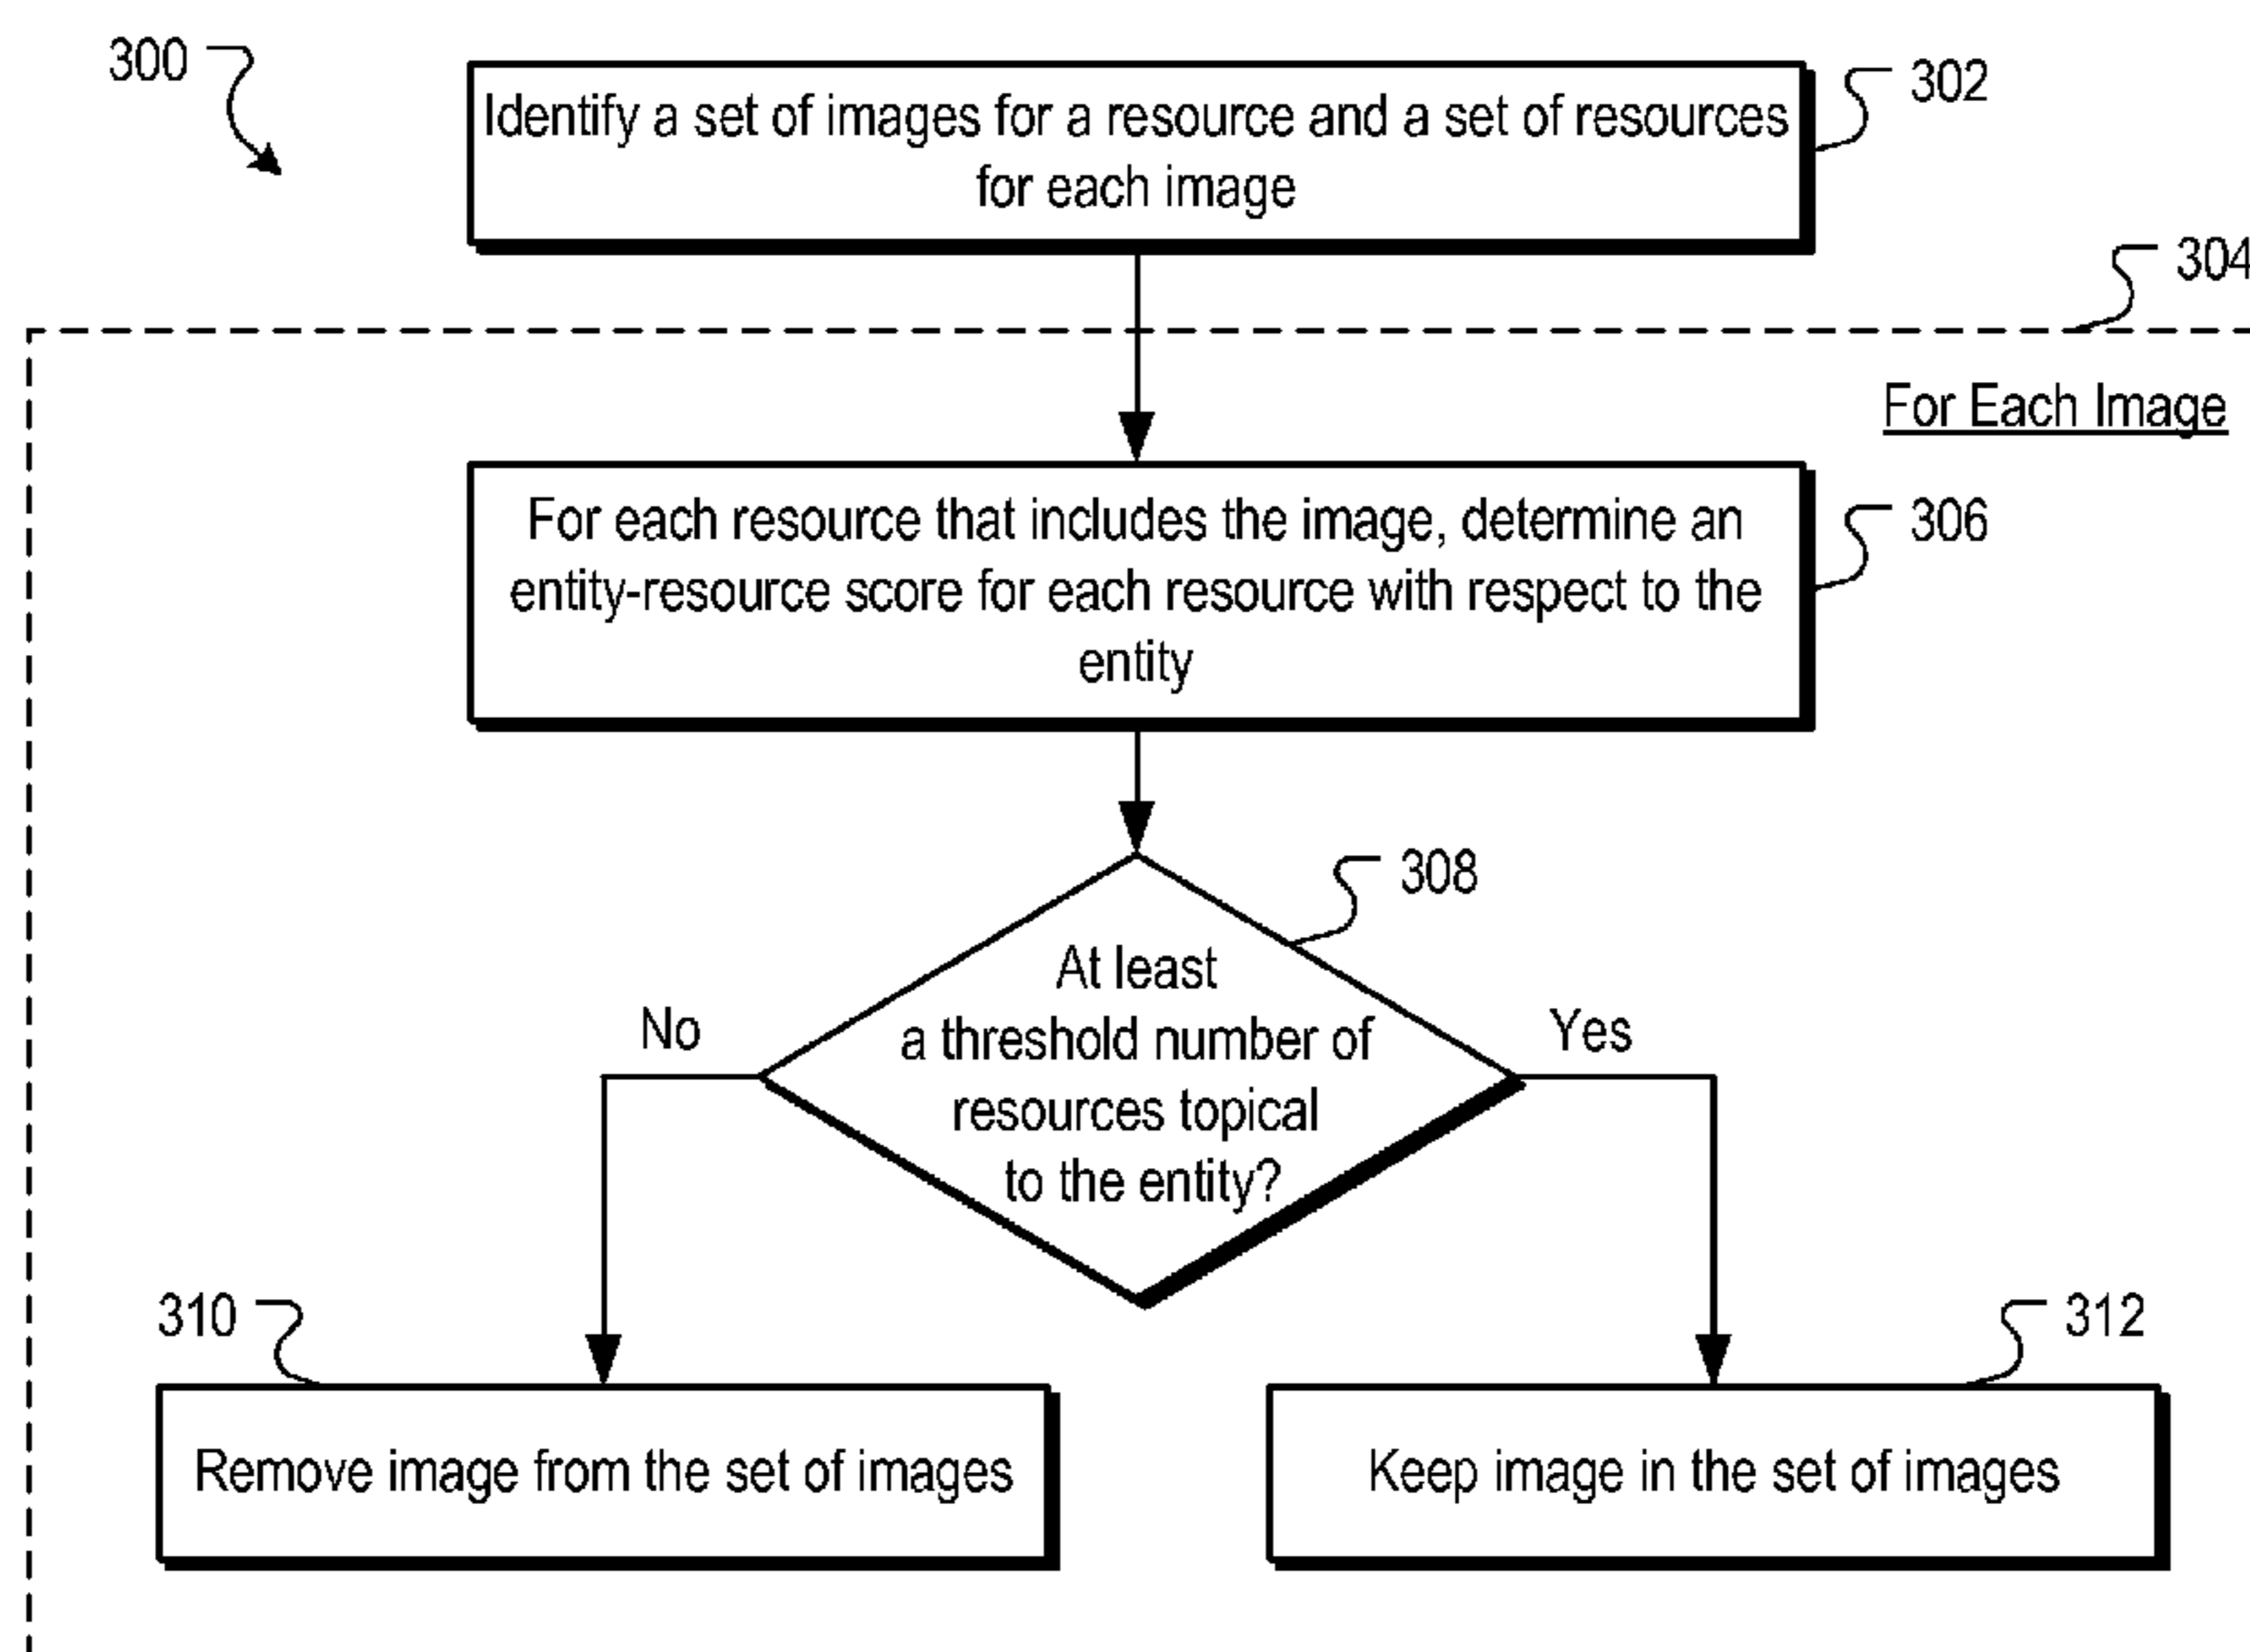 300
302
Identify a set of images for a resource and a set of resources
for each image
304
For Each Image
306
For each resource that includes the image, determine an
entity-resource score for each resource with respect to the
entity
308
At least
a threshold number of
resources topical
to the entity?
No
Yes
310
312
Remove image from the set of images
Keep image in the set of images